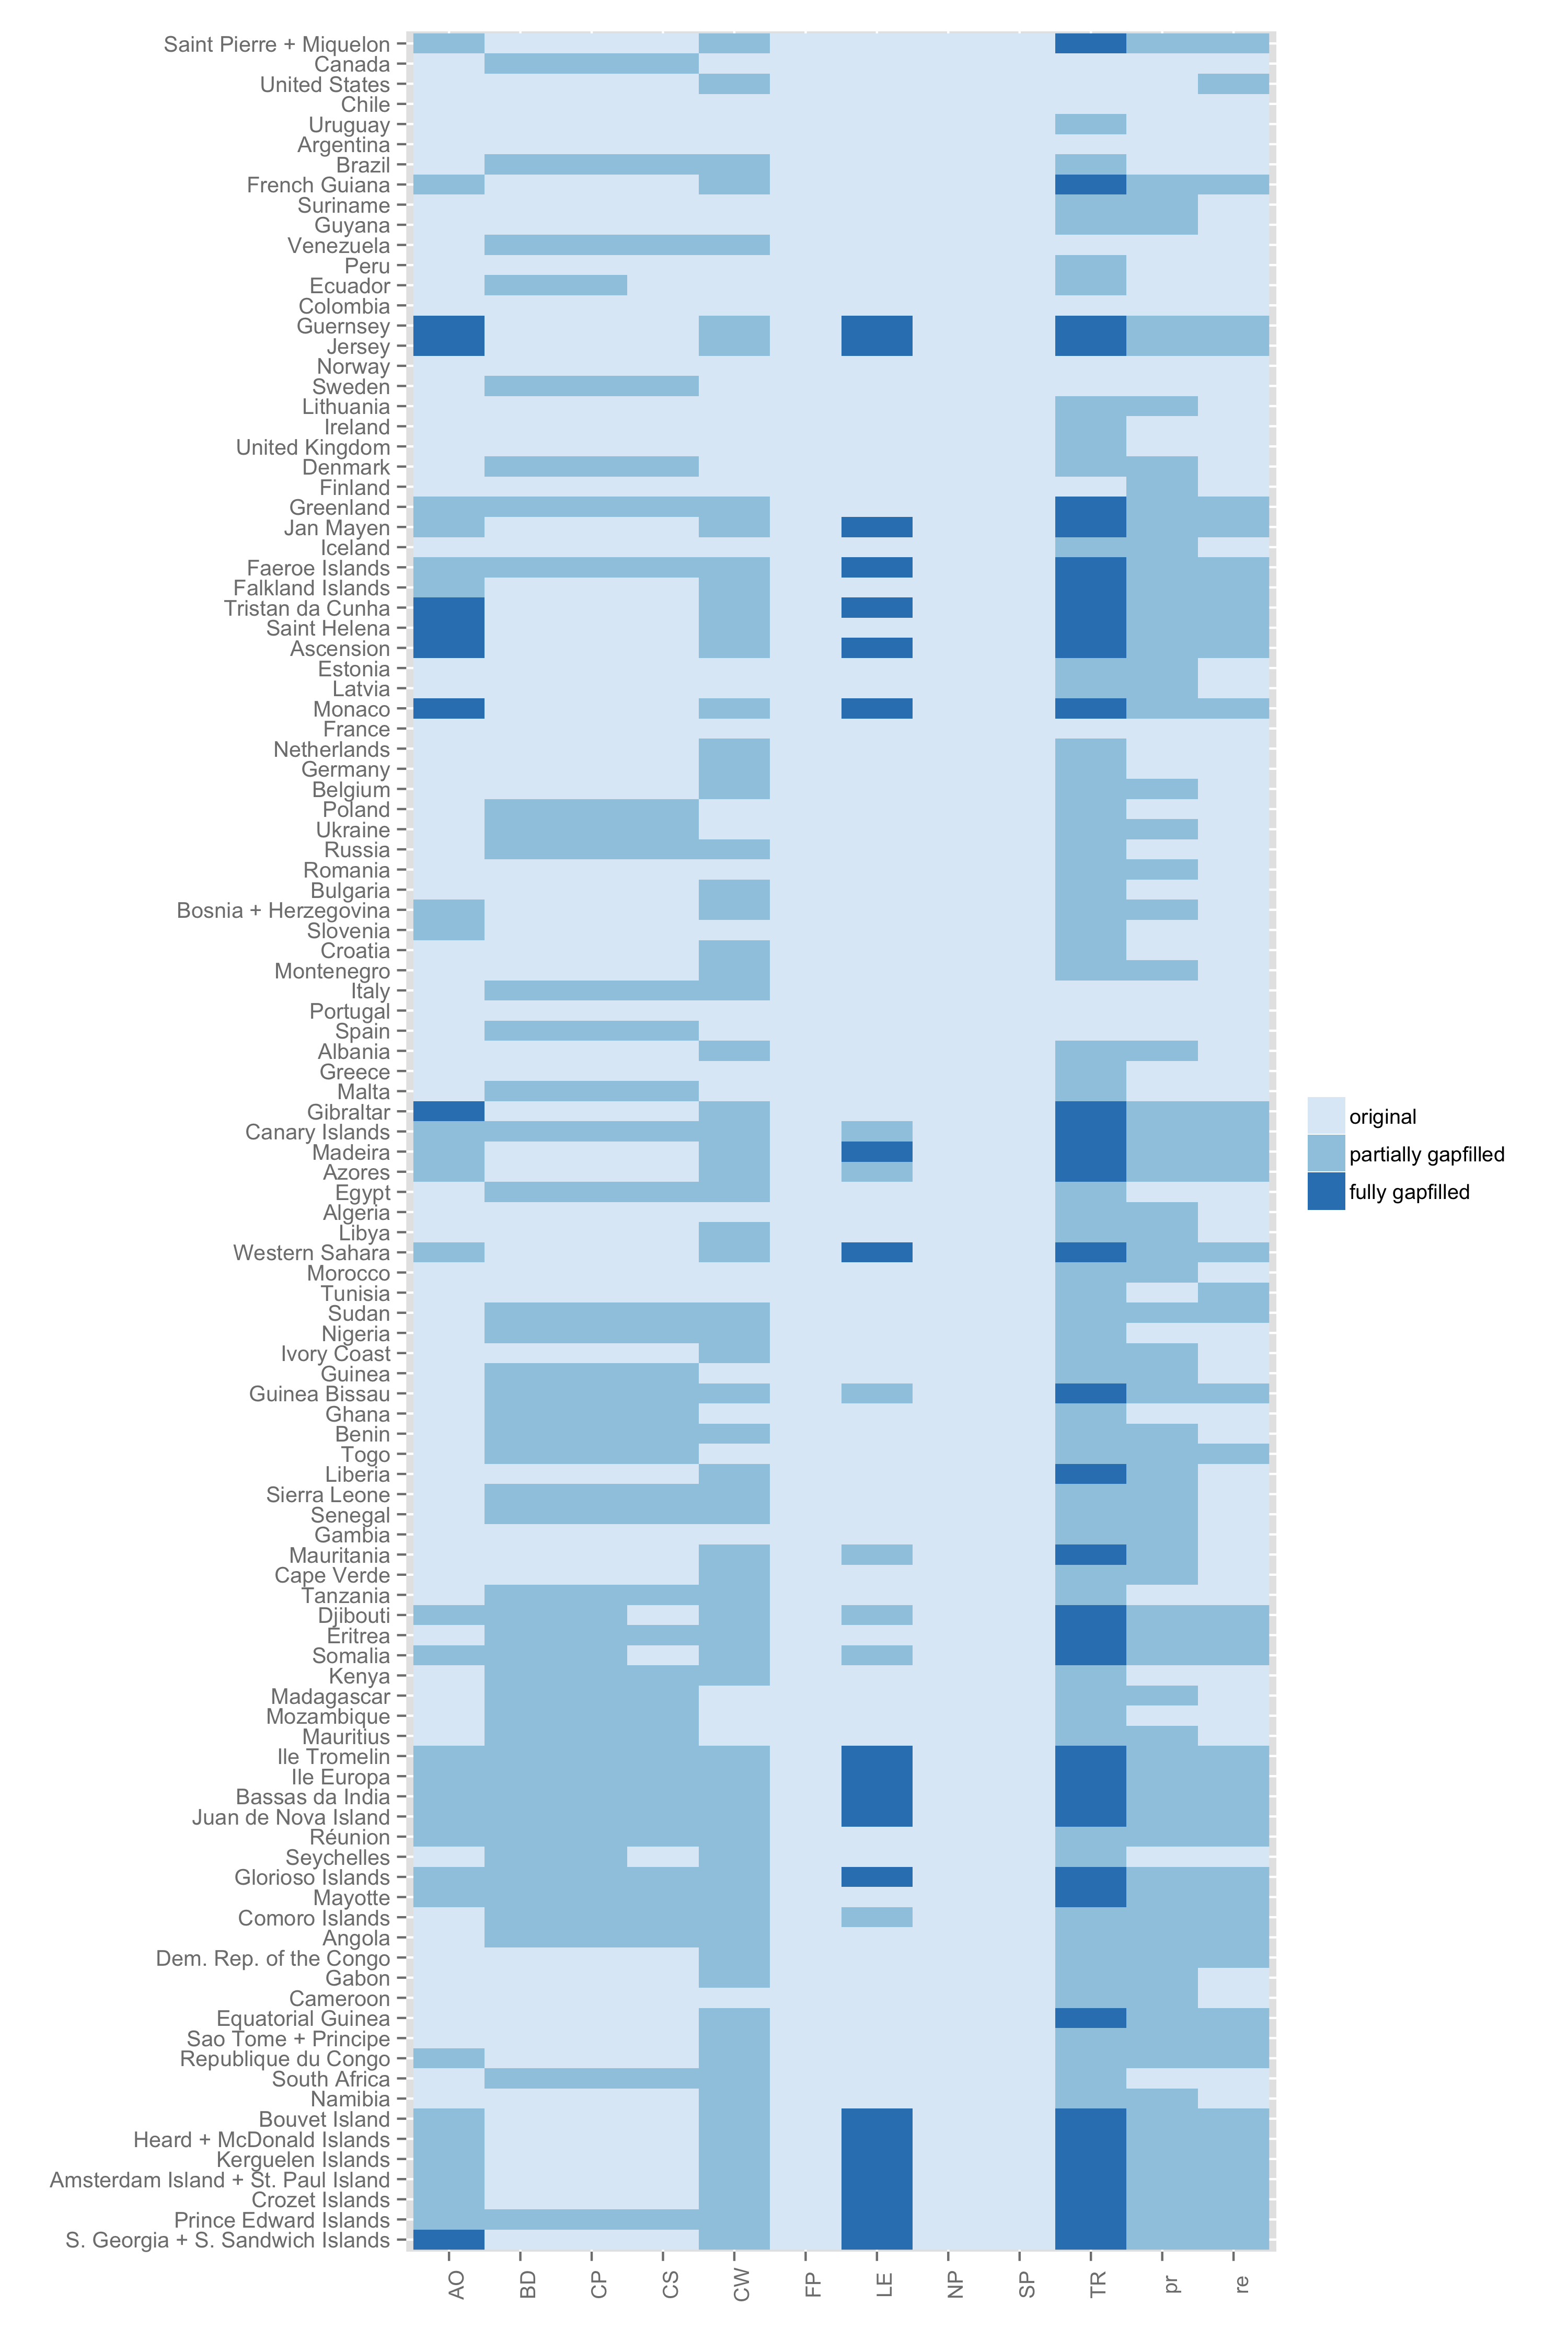 Saint Pierre + Miquelon
Canada
United States
Chile
Uruguay
Argentina
Brazil
French Guiana
Suriname
Guyana
Venezuela
Peru
Ecuador
Colombia
Guernsey
Jersey
Norway
Sweden
Lithuania
Ireland
United Kingdom
Denmark
Finland
Greenland
Jan Mayen
Iceland
Faeroe Islands
Falkland Islands
Tristan da Cunha
Saint Helena
Ascension
Estonia
Latvia
Monaco
France
Netherlands
Germany
Belgium
Poland
Ukraine
Russia
Romania
Bulgaria
Bosnia + Herzegovina
Slovenia
Croatia
Montenegro
Italy
Portugal
Spain
Albania
Greece
Malta
Gibraltar
Canary Islands
Madeira
Azores
Egypt
Algeria
Libya
Western Sahara
Morocco
Tunisia
Sudan
Nigeria
Ivory Coast
Guinea
Guinea Bissau
Ghana
Benin
Togo
Liberia
Sierra Leone
Senegal
Gambia
Mauritania
Cape Verde
Tanzania
Djibouti
Eritrea
Somalia
Kenya
Madagascar
Mozambique
Mauritius
Ile Tromelin
Ile Europa
Bassas da India
Juan de Nova Island
Réunion
Seychelles
Glorioso Islands
Mayotte
Comoro Islands
Angola
Dem. Rep. of the Congo
Gabon
Cameroon
Equatorial Guinea
Sao Tome + Principe
Republique du Congo
South Africa
Namibia
Bouvet Island
Heard + McDonald Islands
Kerguelen Islands
Amsterdam Island + St. Paul Island
Crozet Islands
Prince Edward Islands
S. Georgia + S. Sandwich Islands
AO
BD
CP
CS
CW
FP
LE
NP
SP
TR
pr
re
original
partially gapfilled
fully gapfilled